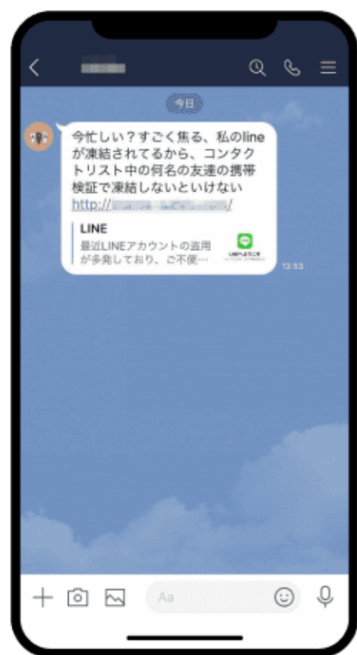 今日
今忙しい？すごく焦る、私のline
が凍結されてるから、コンタク
トリスト中の何名の友達の携帯
検証で凍結しないといけない
http://
LINE
最近LINEアカウントの盗用
が多発しており、ご不便…
13:53
Aa